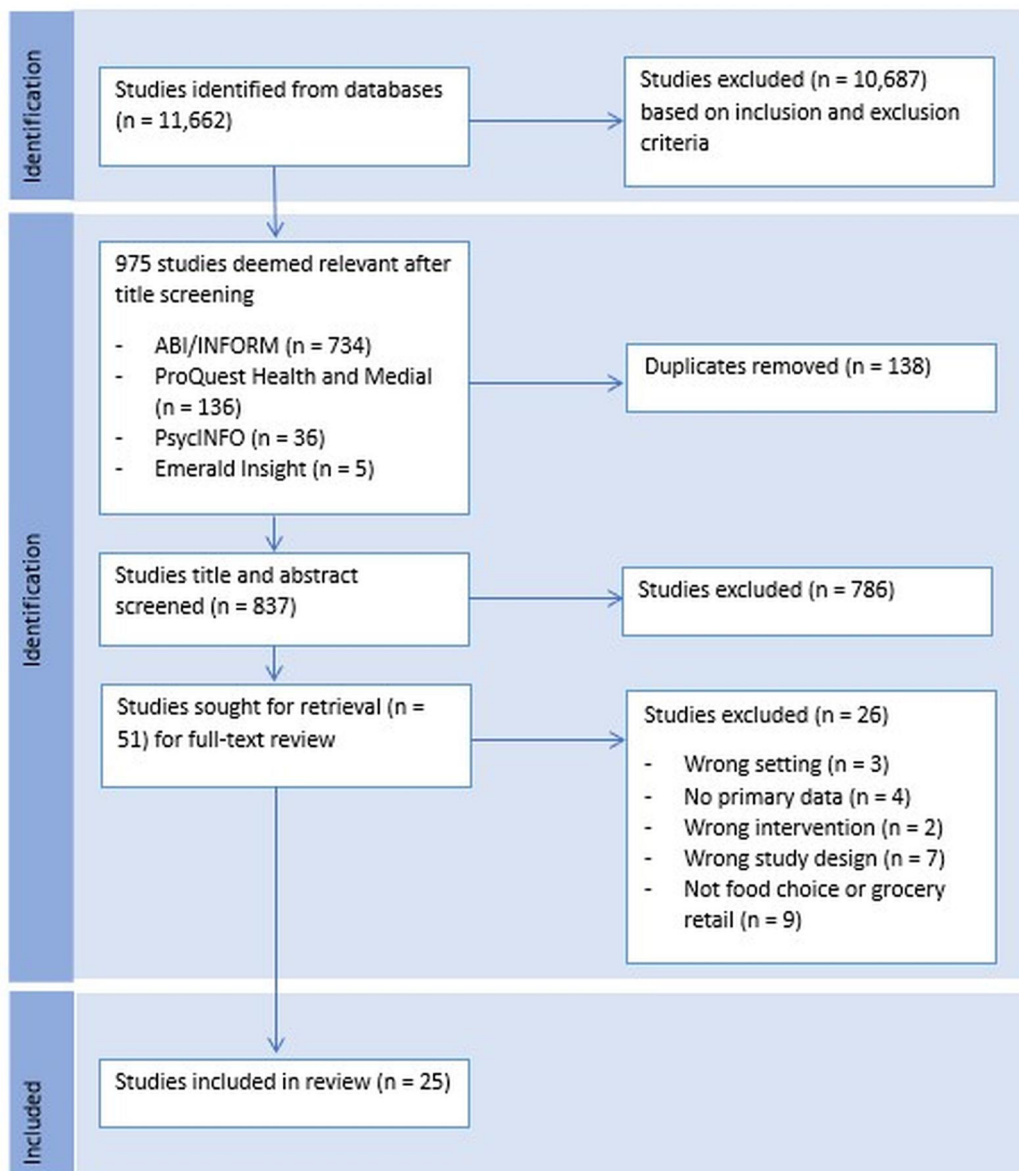 Identification
Studies identified from databases
(n = 11,662)
Studies excluded (n = 10,687)
based on inclusion and exclusion
criteria
Identification
975 studies deemed relevant after
title screening
- ABI/INFORM (n = 734)
- ProQuest Health and Medial
(n = 136)
- PsycINFO (n = 36)
- Emerald Insight (n = 5)
Duplicates removed (n = 138)
Studies title and abstract
screened (n = 837)
Studies excluded (n = 786)
Studies sought for retrieval (n =
51) for full-text review
Studies excluded (n = 26)
- Wrong setting (n = 3)
- No primary data (n = 4)
- Wrong intervention (n = 2)
- Wrong study design (n = 7)
- Not food choice or grocery
retail (n = 9)
Included
Studies included in review (n = 25)